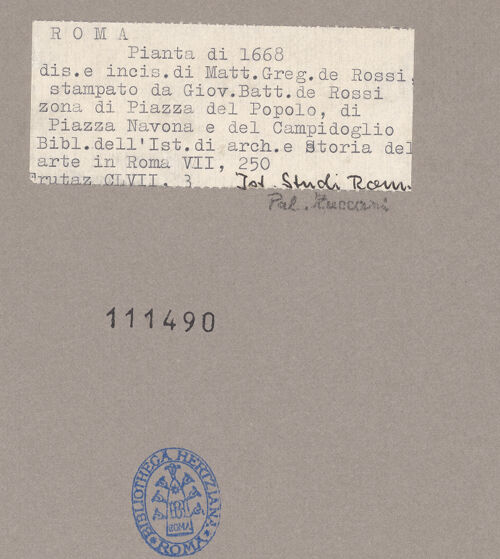 ROMA
Pianta di 1668
dis.e incis.di Matt.Greg.de Rossi,
stampato da Giov.Batt.de Rossi
zona di Piazza del Popolo, di
Piazza Navona e del Campidoglio
Bibl.dell'Ist.di arch.e Storia del
arte in Roma VII, 250
Frutaz CLVII, 3 Ist. Studi Rom.
Pal. Zuccari
111490
BIBLIOTHECA HERTZIANA
ROMA
ROMA